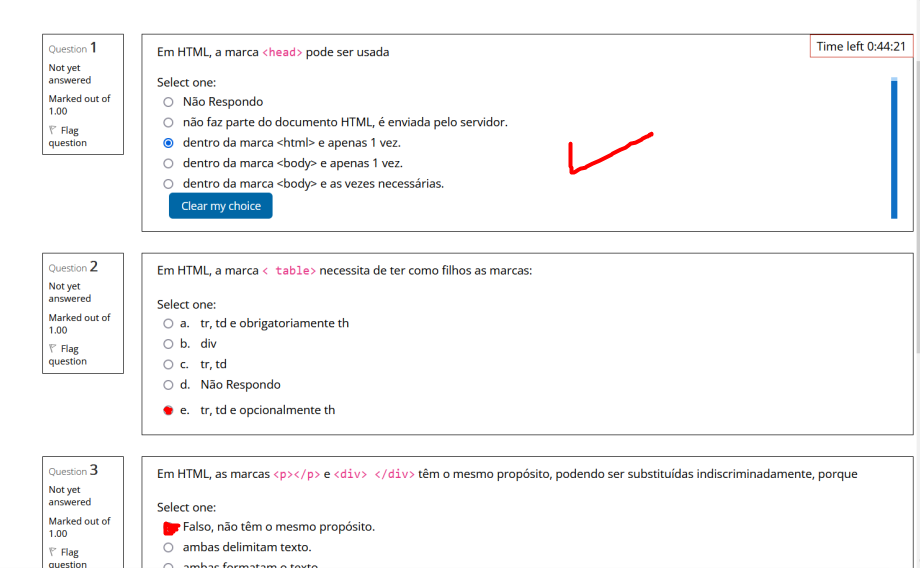 Question 1
Not yet
answered
Marked out of
1.00
Flag
question
Em HTML, a marca <head> pode ser usada
Time left 0:44:21
Select one:
Não Respondo
não faz parte do documento HTML, é enviada pelo servidor.
dentro da marca <html> e apenas 1 vez.
dentro da marca <body> e apenas 1 vez.
dentro da marca <body> e as vezes necessárias.
Clear my choice
Question 2
Not yet
answered
Marked out of
1.00
Flag
question
Em HTML, a marca < table> necessita de ter como filhos as marcas:
Select one:
a. tr, td e obrigatoriamente th
b. div
c. tr, td
d. Não Respondo
e. tr, td e opcionalmente th
Question 3
Not yet
answered
Marked out of
1.00
Flag
question
Em HTML, as marcas <p></p> e <div> </div> têm o mesmo propósito, podendo ser substituídas indiscriminadamente, porque
Select one:
Falso, não têm o mesmo propósito.
ambas delimitam texto.
ambas formatam o texto